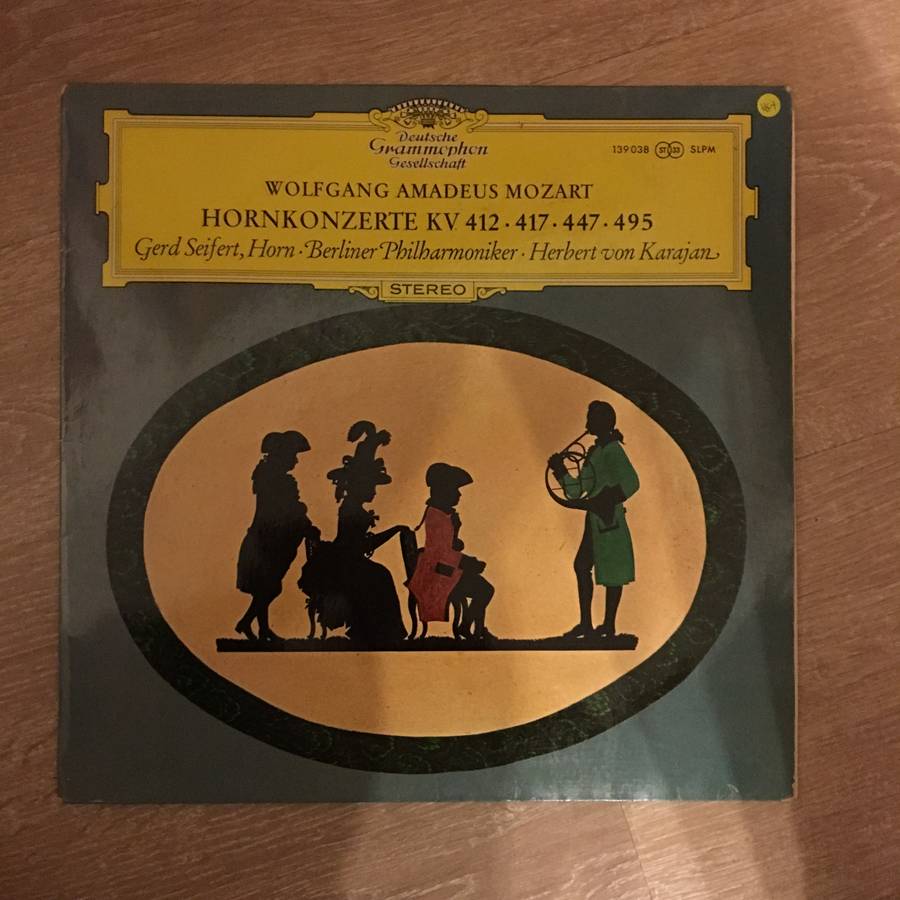 Deutsche
Grammophon
Gesellschaft
139 038 ST 33 SLPM
WOLFGANG AMADEUS MOZART
HORNKONZERTE KV 412 · 417 · 447 · 495
Gerd Seifert, Horn · Berliner Philharmoniker · Herbert von Karajan
STEREO